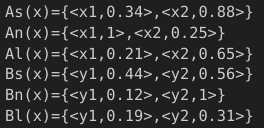 As(x)={<x1,0.34>,<x2,0.88>}
An(x)={<x1,1>,<x2,0.25>}
Al(x)={<x1,0.21>,<x2,0.65>}
Bs(x)={<y1,0.44>,<y2,0.56>}
Bn(x)={<y1,0.12>,<y2,1>}
Bl(x)={<y1,0.19>,<y2,0.31>}